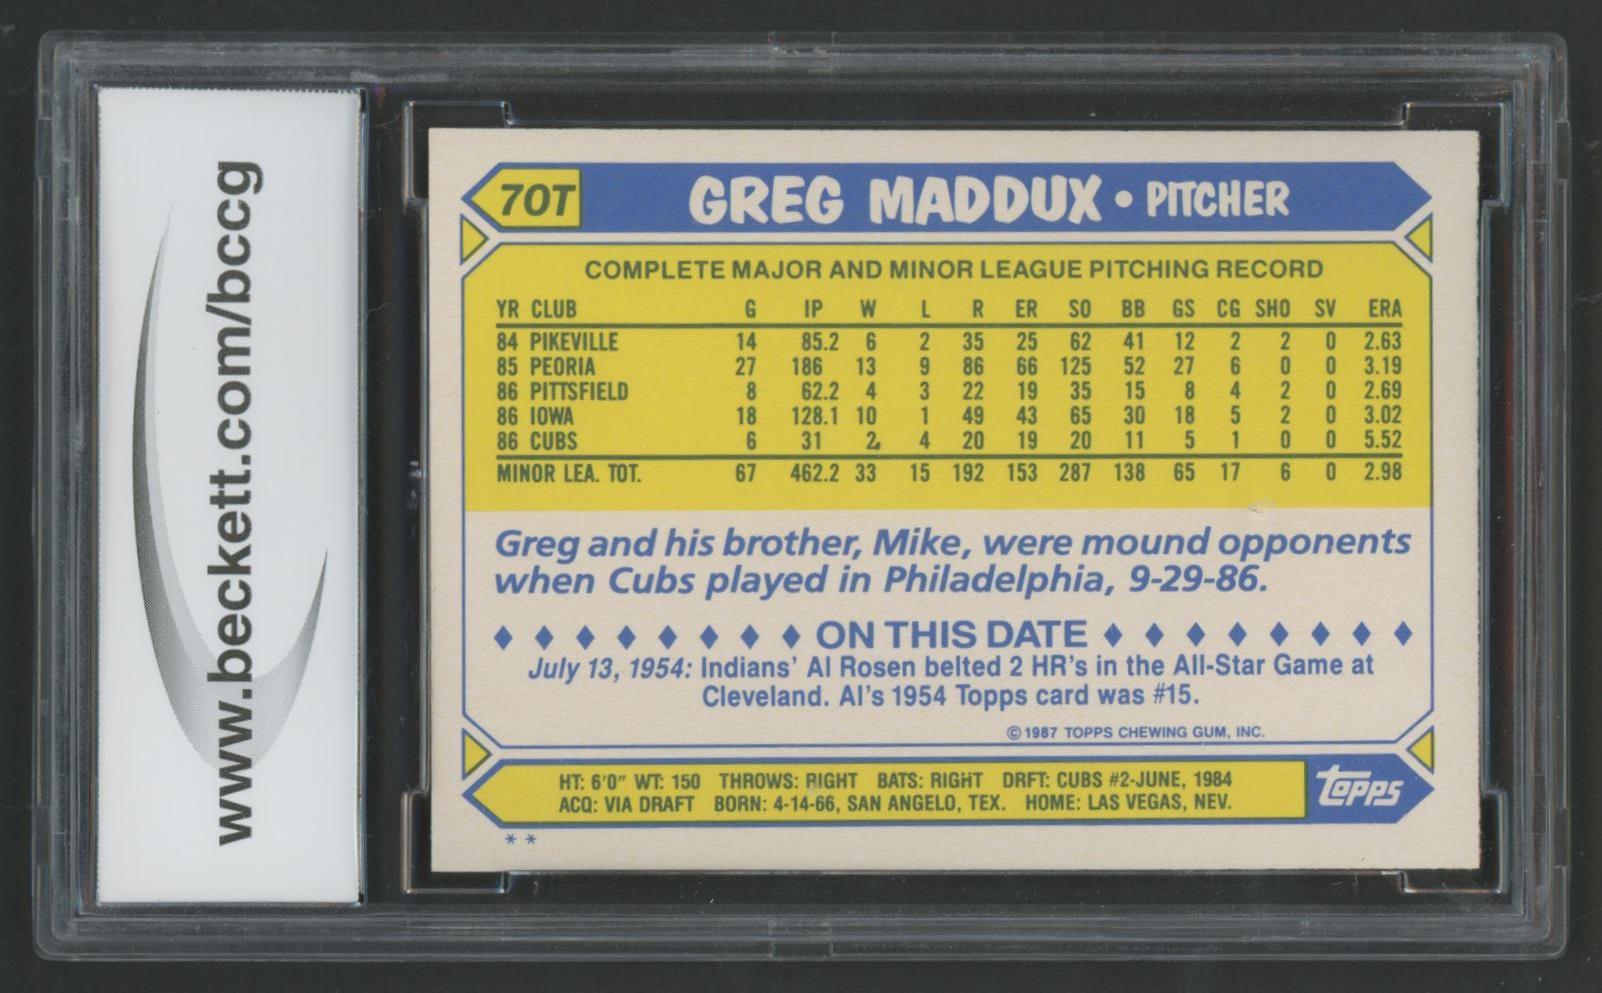 www.beckett.com/bccg
70T GREG MADDUX • PITCHER
COMPLETE MAJOR AND MINOR LEAGUE PITCHING RECORD
YR CLUB G IP W L R ER SO BB GS CG SHO SV ERA
84 PIKEVILLE 14 85.2 6 2 35 25 62 41 12 2 2 0 2.63
85 PEORIA 27 186 13 9 86 66 125 52 27 6 0 0 3.19
86 PITTSFIELD 8 62.2 4 3 22 19 35 15 8 4 2 0 2.69
86 IOWA 18 128.1 10 1 49 43 65 30 18 5 2 0 3.02
86 CUBS 6 31 2 4 20 19 20 11 5 1 0 0 5.52
MINOR LEA. TOT. 67 462.2 33 15 192 153 287 138 65 17 6 0 2.98
Greg and his brother, Mike, were mound opponents
when Cubs played in Philadelphia, 9-29-86.
♦ ♦ ♦ ♦ ♦ ♦ ♦ ♦ ON THIS DATE ♦ ♦ ♦ ♦ ♦ ♦ ♦ ♦
July 13, 1954: Indians' Al Rosen belted 2 HR's in the All-Star Game at
Cleveland. Al's 1954 Topps card was #15.
© 1987 TOPPS CHEWING GUM, INC.
HT: 6'0" WT: 150 THROWS: RIGHT BATS: RIGHT DRFT: CUBS #2-JUNE, 1984
ACQ: VIA DRAFT BORN: 4-14-66, SAN ANGELO, TEX. HOME: LAS VEGAS, NEV.
topps
* *